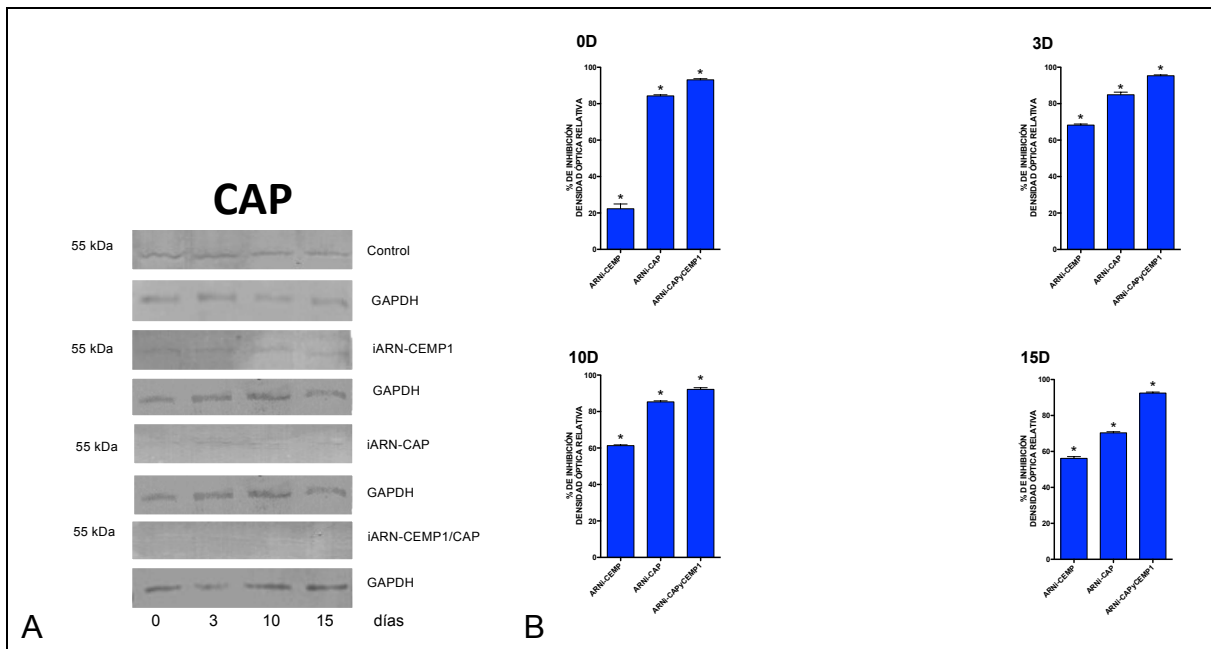 CAP
55 kDa
Control
GAPDH
55 kDa
iARN-CEMP1
GAPDH
55 kDa
iARN-CAP
GAPDH
55 kDa
iARN-CEMP1/CAP
GAPDH
0 3 10 15 días
A
0D
% DE INHIBICIÓN
DENSIDAD ÓPTICA RELATIVA
100
80
60
40
20
0
* * *
ARNi-CEMP
ARNi-CAP
ARNi-CAPyCEMP1
3D
% DE INHIBICIÓN
DENSIDAD ÓPTICA RELATIVA
100
80
60
40
20
0
* * *
ARNi-CEMP
ARNi-CAP
ARNi-CAPyCEMP1
10D
% DE INHIBICIÓN
DENSIDAD ÓPTICA RELATIVA
100
80
60
40
20
0
* * *
ARNi-CEMP
ARNi-CAP
ARNi-CAPyCEMP1
15D
% DE INHIBICIÓN
DENSIDAD ÓPTICA RELATIVA
100
80
60
40
20
0
* * *
ARNi-CEMP
ARNi-CAP
ARNi-CAPyCEMP1
B